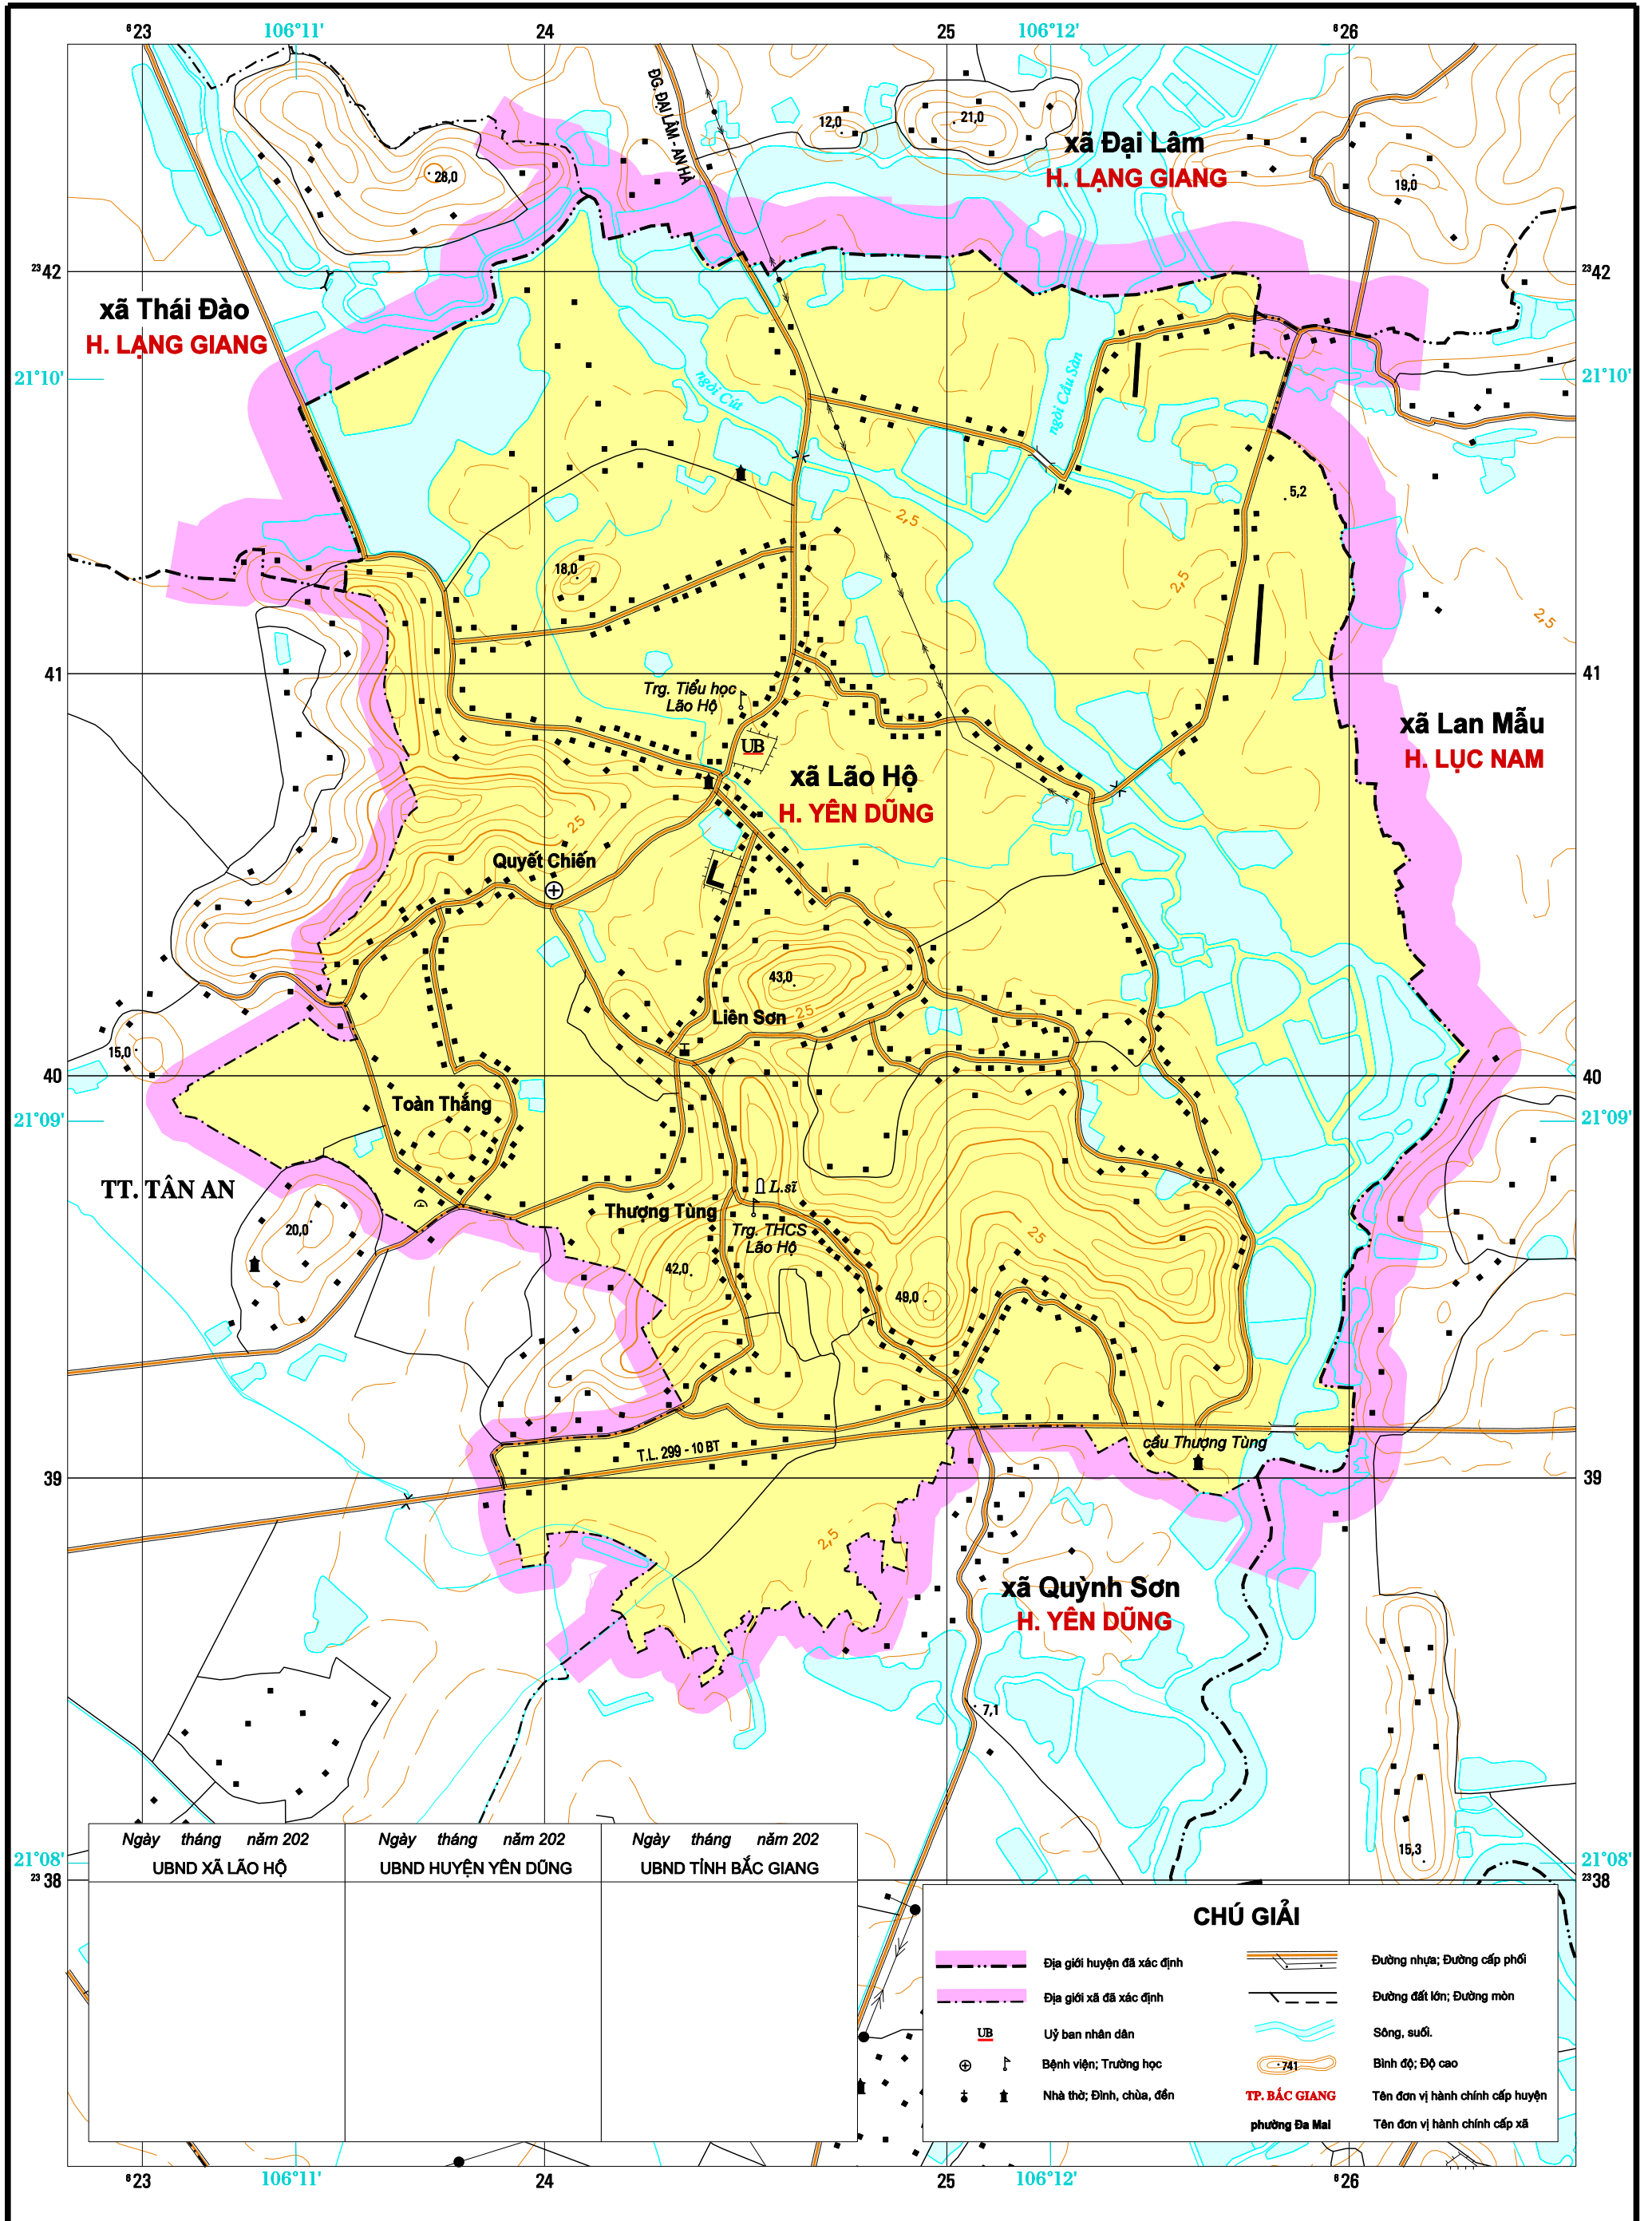 ⁶23 106°11' 24 25 106°12' ⁶26
ĐG. ĐẠI LÂM - AN HÀ
12,0
21,0
xã Đại Lâm
H. LẠNG GIANG
28,0
19,0
²³42
²³42
xã Thái Đào
H. LẠNG GIANG
21°10'
21°10'
ngòi Cút
ngòi Cầu Sàn
5,2
2,5
18,0
2,5
2,5
41
41
Trg. Tiểu học
Lão Hộ
UB
xã Lão Hộ
H. YÊN DŨNG
xã Lan Mẫu
H. LỤC NAM
25
Quyết Chiến
43,0
Liên Sơn
25
15,0
40
40
Toàn Thắng
21°09'
21°09'
TT. TÂN AN
L.sĩ
Thượng Tùng
Trg. THCS
Lão Hộ
20,0
25
42,0
49,0
T.L. 299 - 10 BT
cầu Thượng Tùng
39
39
2,5
xã Quỳnh Sơn
H. YÊN DŨNG
7,1
15,3
Ngày tháng năm 202
UBND XÃ LÃO HỘ
Ngày tháng năm 202
UBND HUYỆN YÊN DŨNG
Ngày tháng năm 202
UBND TỈNH BẮC GIANG
21°08'
21°08'
²³38
²³38
CHÚ GIẢI
Địa giới huyện đã xác định
Đường nhựa; Đường cấp phối
Địa giới xã đã xác định
Đường đất lớn; Đường mòn
UB Uỷ ban nhân dân
Sông, suối.
Bệnh viện; Trường học
741 Bình độ; Độ cao
Nhà thờ; Đình, chùa, đền
TP. BẮC GIANG Tên đơn vị hành chính cấp huyện
phường Đa Mai Tên đơn vị hành chính cấp xã
⁶23 106°11' 24 25 106°12' ⁶26